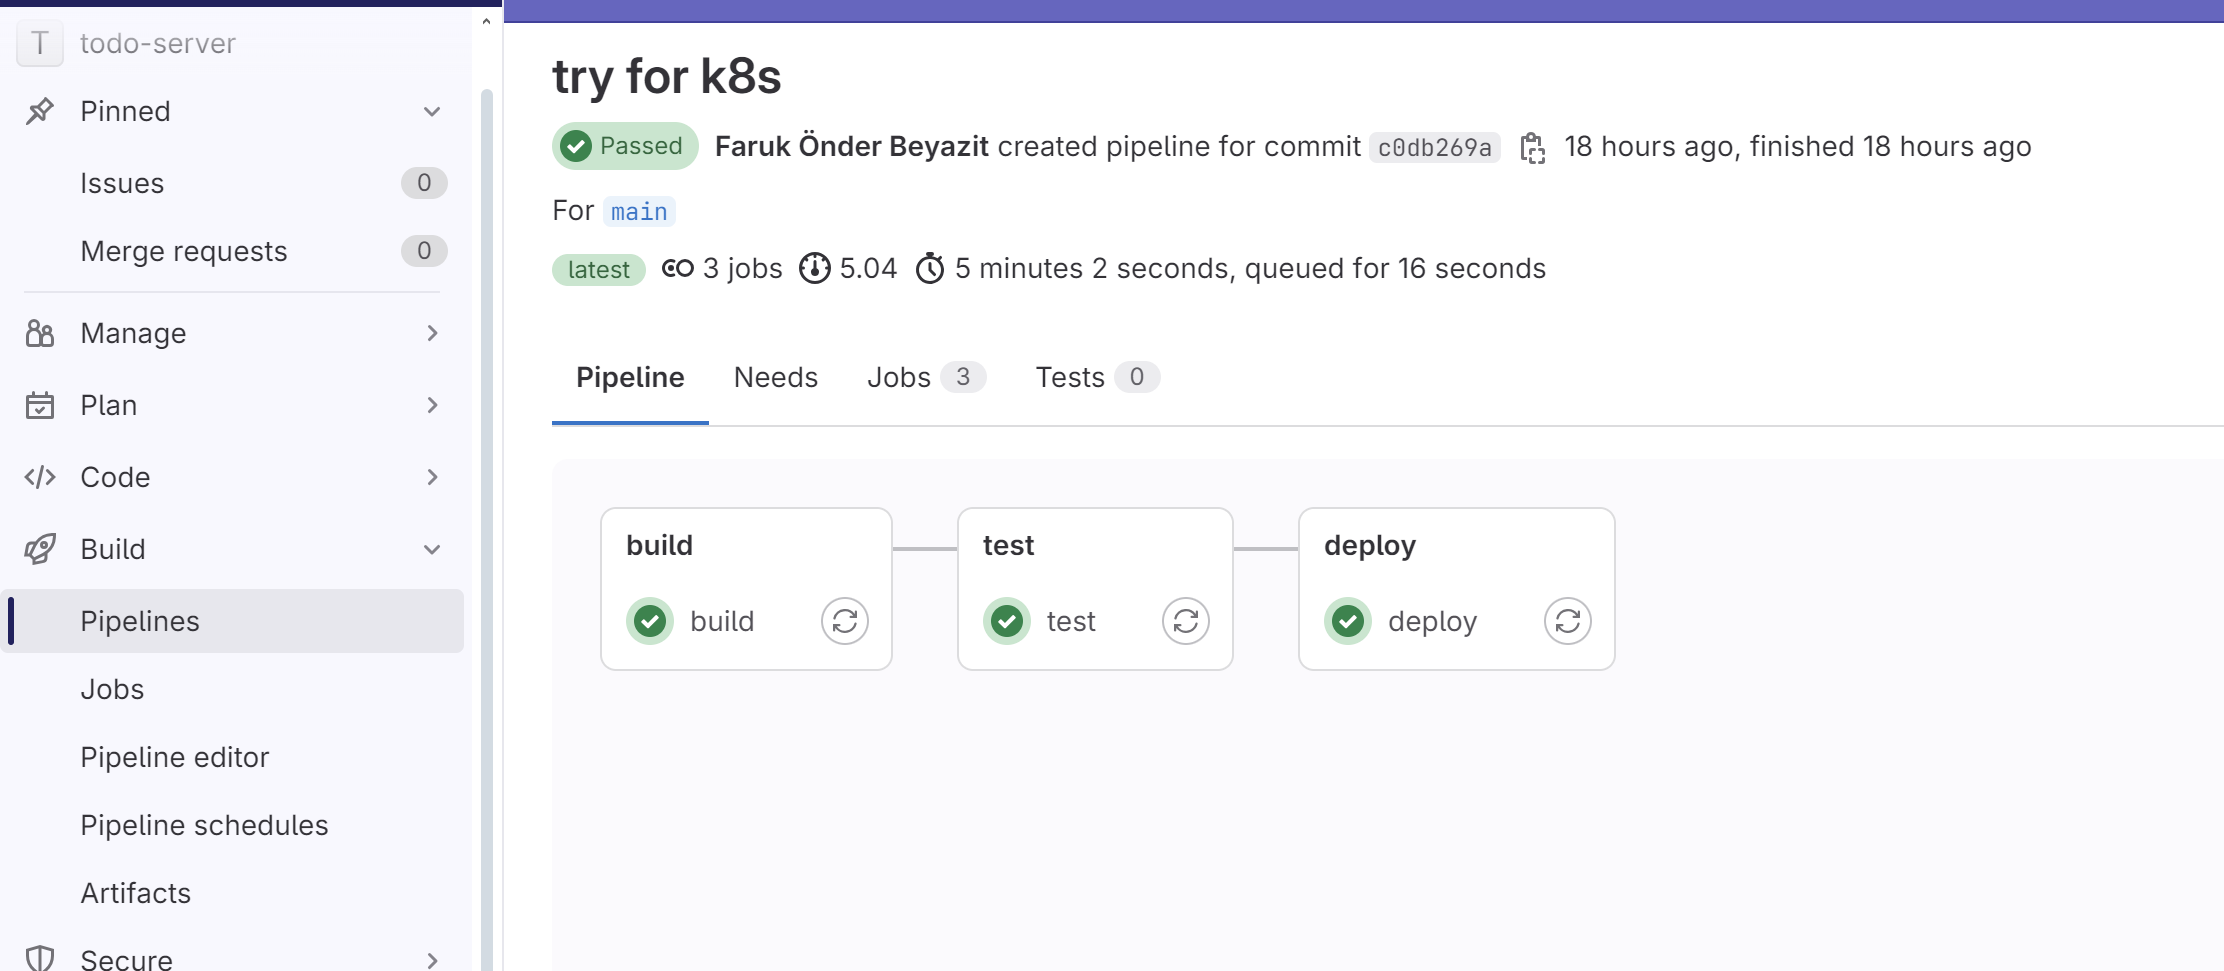 T todo-server
Pinned
Issues 0
Merge requests 0
Manage
Plan
Code
Build
Pipelines
Jobs
Pipeline editor
Pipeline schedules
Artifacts
Secure
try for k8s
Passed Faruk Önder Beyazit created pipeline for commit c0db269a 18 hours ago, finished 18 hours ago
For main
latest 3 jobs 5.04 5 minutes 2 seconds, queued for 16 seconds
Pipeline Needs Jobs 3 Tests 0
build test deploy
build test deploy